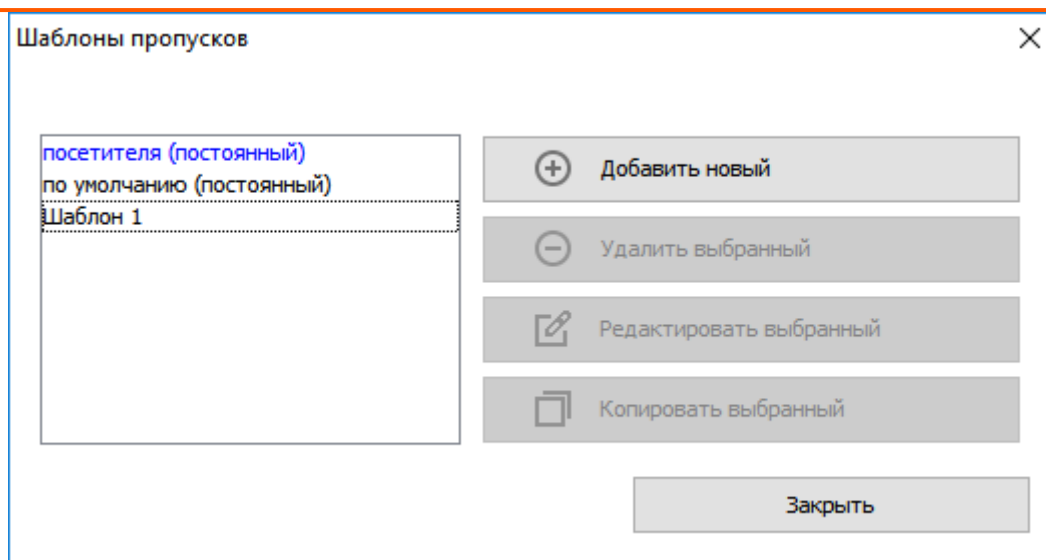 Шаблоны пропусков
посетителя (постоянный)
по умолчанию (постоянный)
Шаблон 1
Добавить новый
Удалить выбранный
Редактировать выбранный
Копировать выбранный
Закрыть